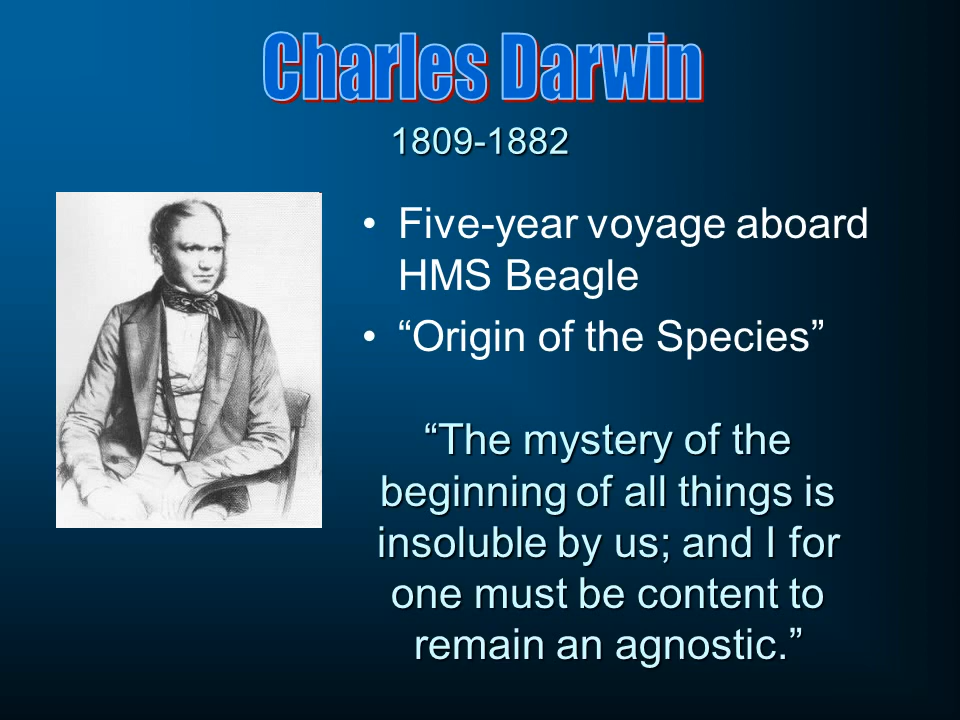 Charles Darwin
1809-1882
• Five-year voyage aboard
HMS Beagle
• “Origin of the Species”
“The mystery of the
beginning of all things is
insoluble by us; and I for
one must be content to
remain an agnostic.”